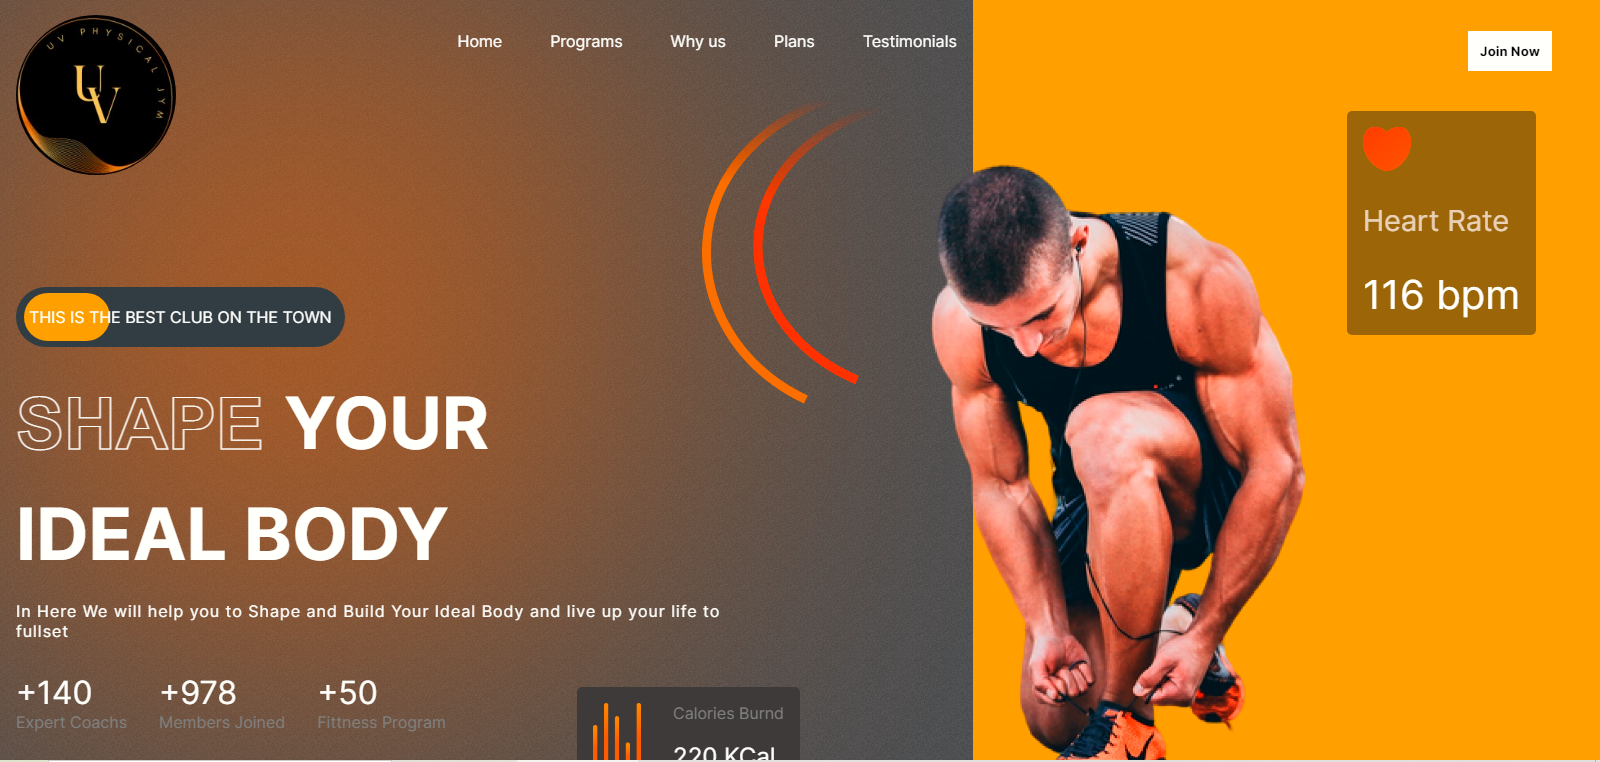 UV PHYSICAL JYM
UV
Home Programs Why us Plans Testimonials
Join Now
Heart Rate
116 bpm
THIS IS THE BEST CLUB ON THE TOWN
SHAPE YOUR
IDEAL BODY
In Here We will help you to Shape and Build Your Ideal Body and live up your life to
fullset
+140 +978 +50
Expert Coachs Members Joined Fittness Program
Calories Burnd
220 KCal